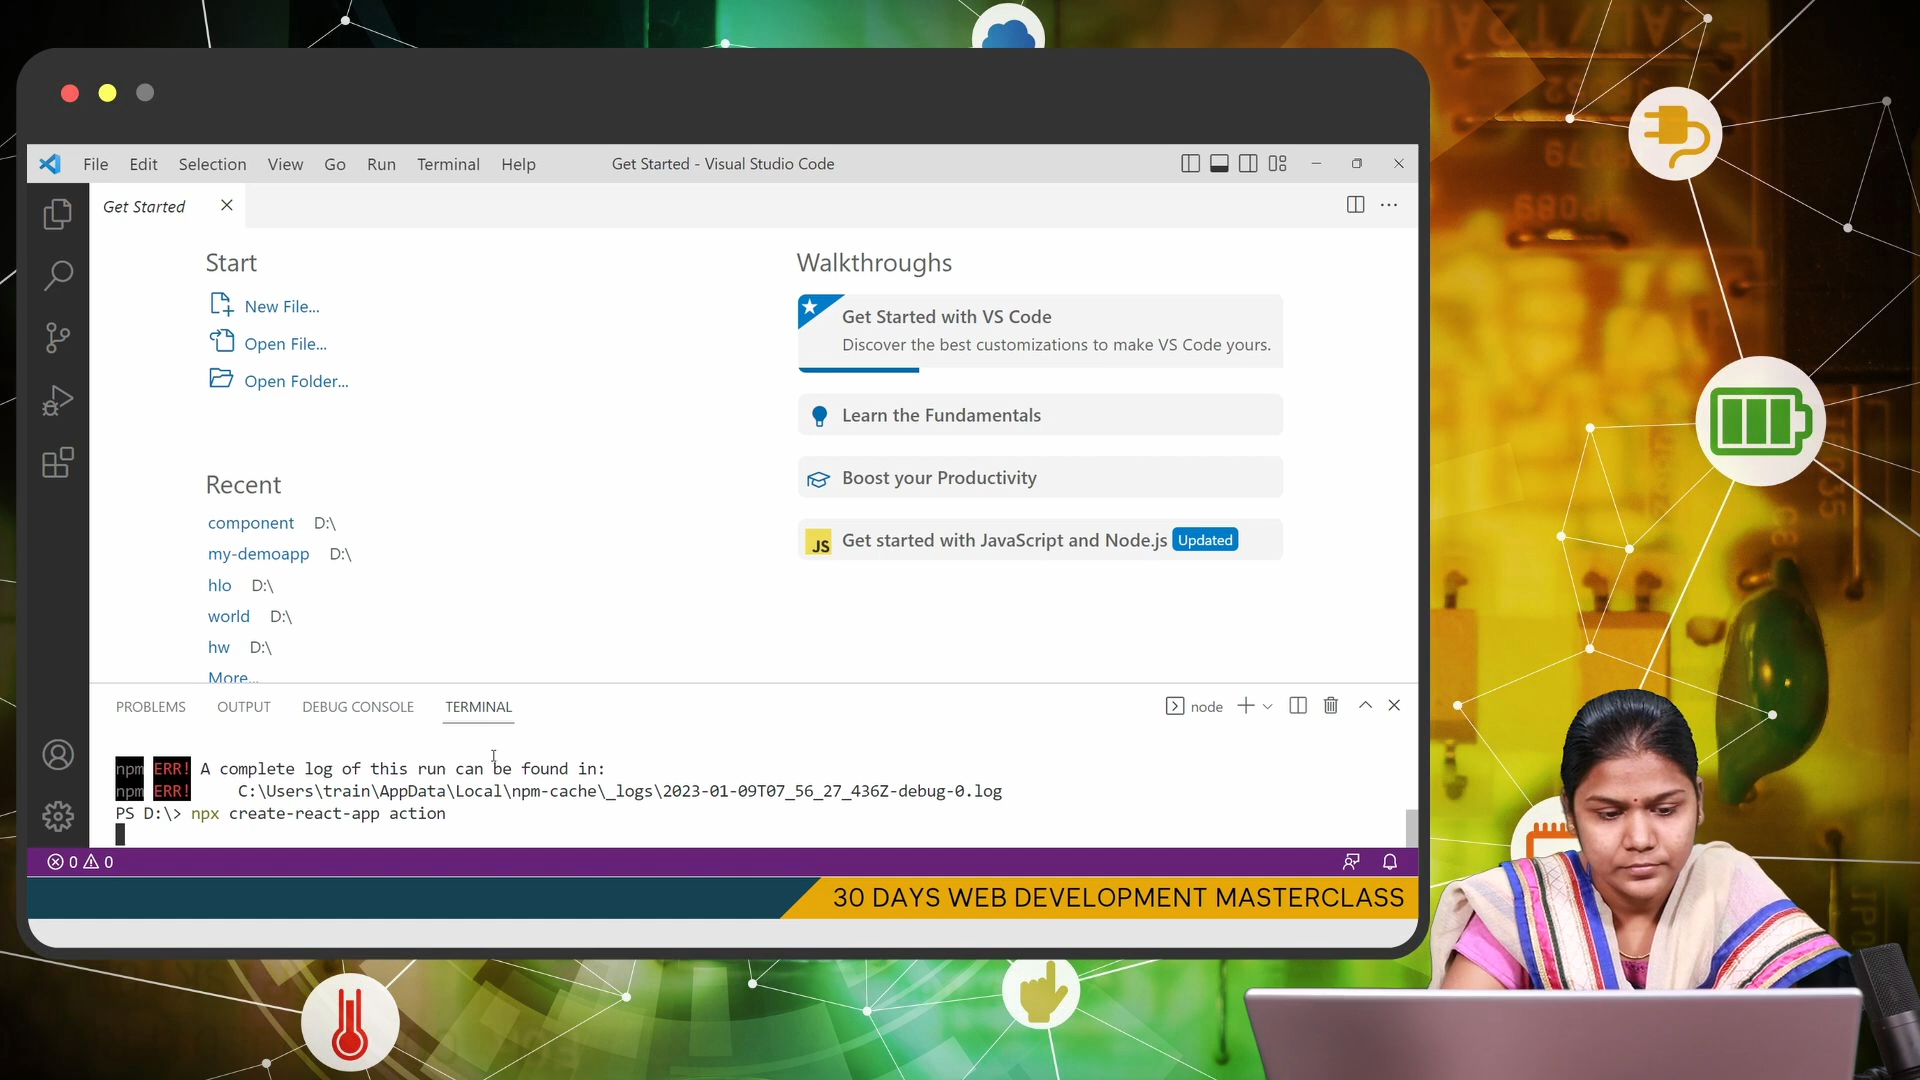 File Edit Selection View Go Run Terminal Help Get Started - Visual Studio Code
Get Started
Start
New File...
Open File...
Open Folder...
Recent
component D:\
my-demoapp D:\
hlo D:\
world D:\
hw D:\
More...
Walkthroughs
Get Started with VS Code
Discover the best customizations to make VS Code yours.
Learn the Fundamentals
Boost your Productivity
JS Get started with JavaScript and Node.js Updated
PROBLEMS OUTPUT DEBUG CONSOLE TERMINAL node
npm ERR! A complete log of this run can be found in:
npm ERR! C:\Users\train\AppData\Local\npm-cache\_logs\2023-01-09T07_56_27_436Z-debug-0.log
PS D:\> npx create-react-app action
0 0
30 DAYS WEB DEVELOPMENT MASTERCLASS